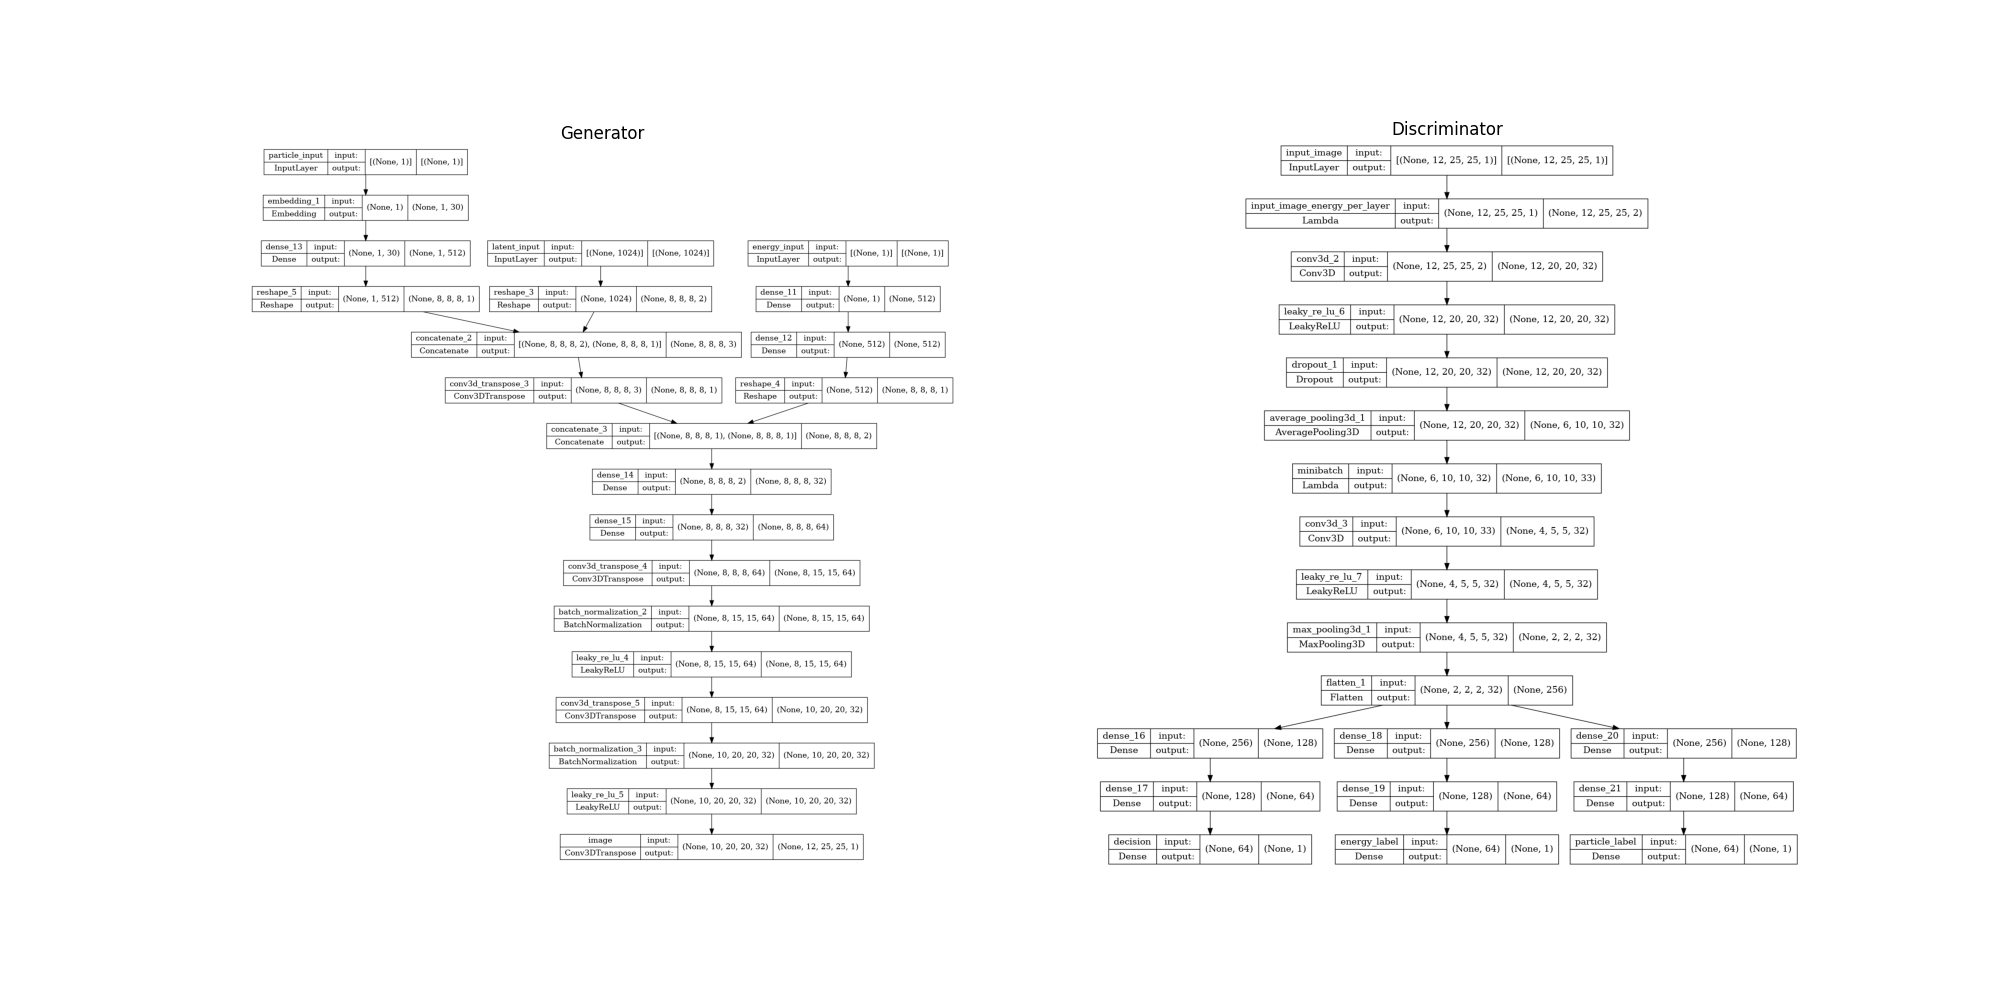 Generator
particle_input input: [(None, 1)] [(None, 1)]
InputLayer output:
embedding_1 input: (None, 1) (None, 1, 30)
Embedding output:
dense_13 input: (None, 1, 30) (None, 1, 512)
Dense output:
latent_input input: [(None, 1024)] [(None, 1024)]
InputLayer output:
energy_input input: [(None, 1)] [(None, 1)]
InputLayer output:
reshape_5 input: (None, 1, 512) (None, 8, 8, 8, 1)
Reshape output:
reshape_3 input: (None, 1024) (None, 8, 8, 8, 2)
Reshape output:
dense_11 input: (None, 1) (None, 512)
Dense output:
concatenate_2 input: [(None, 8, 8, 8, 2), (None, 8, 8, 8, 1)] (None, 8, 8, 8, 3)
Concatenate output:
dense_12 input: (None, 512) (None, 512)
Dense output:
conv3d_transpose_3 input: (None, 8, 8, 8, 3) (None, 8, 8, 8, 1)
Conv3DTranspose output:
reshape_4 input: (None, 512) (None, 8, 8, 8, 1)
Reshape output:
concatenate_3 input: [(None, 8, 8, 8, 1), (None, 8, 8, 8, 1)] (None, 8, 8, 8, 2)
Concatenate output:
dense_14 input: (None, 8, 8, 8, 2) (None, 8, 8, 8, 32)
Dense output:
dense_15 input: (None, 8, 8, 8, 32) (None, 8, 8, 8, 64)
Dense output:
conv3d_transpose_4 input: (None, 8, 8, 8, 64) (None, 8, 15, 15, 64)
Conv3DTranspose output:
batch_normalization_2 input: (None, 8, 15, 15, 64) (None, 8, 15, 15, 64)
BatchNormalization output:
leaky_re_lu_4 input: (None, 8, 15, 15, 64) (None, 8, 15, 15, 64)
LeakyReLU output:
conv3d_transpose_5 input: (None, 8, 15, 15, 64) (None, 10, 20, 20, 32)
Conv3DTranspose output:
batch_normalization_3 input: (None, 10, 20, 20, 32) (None, 10, 20, 20, 32)
BatchNormalization output:
leaky_re_lu_5 input: (None, 10, 20, 20, 32) (None, 10, 20, 20, 32)
LeakyReLU output:
image input: (None, 10, 20, 20, 32) (None, 12, 25, 25, 1)
Conv3DTranspose output:
Discriminator
input_image input: [(None, 12, 25, 25, 1)] [(None, 12, 25, 25, 1)]
InputLayer output:
input_image_energy_per_layer input: (None, 12, 25, 25, 1) (None, 12, 25, 25, 2)
Lambda output:
conv3d_2 input: (None, 12, 25, 25, 2) (None, 12, 20, 20, 32)
Conv3D output:
leaky_re_lu_6 input: (None, 12, 20, 20, 32) (None, 12, 20, 20, 32)
LeakyReLU output:
dropout_1 input: (None, 12, 20, 20, 32) (None, 12, 20, 20, 32)
Dropout output:
average_pooling3d_1 input: (None, 12, 20, 20, 32) (None, 6, 10, 10, 32)
AveragePooling3D output:
minibatch input: (None, 6, 10, 10, 32) (None, 6, 10, 10, 33)
Lambda output:
conv3d_3 input: (None, 6, 10, 10, 33) (None, 4, 5, 5, 32)
Conv3D output:
leaky_re_lu_7 input: (None, 4, 5, 5, 32) (None, 4, 5, 5, 32)
LeakyReLU output:
max_pooling3d_1 input: (None, 4, 5, 5, 32) (None, 2, 2, 2, 32)
MaxPooling3D output:
flatten_1 input: (None, 2, 2, 2, 32) (None, 256)
Flatten output:
dense_16 input: (None, 256) (None, 128)
Dense output:
dense_18 input: (None, 256) (None, 128)
Dense output:
dense_20 input: (None, 256) (None, 128)
Dense output:
dense_17 input: (None, 128) (None, 64)
Dense output:
dense_19 input: (None, 128) (None, 64)
Dense output:
dense_21 input: (None, 128) (None, 64)
Dense output:
decision input: (None, 64) (None, 1)
Dense output:
energy_label input: (None, 64) (None, 1)
Dense output:
particle_label input: (None, 64) (None, 1)
Dense output: